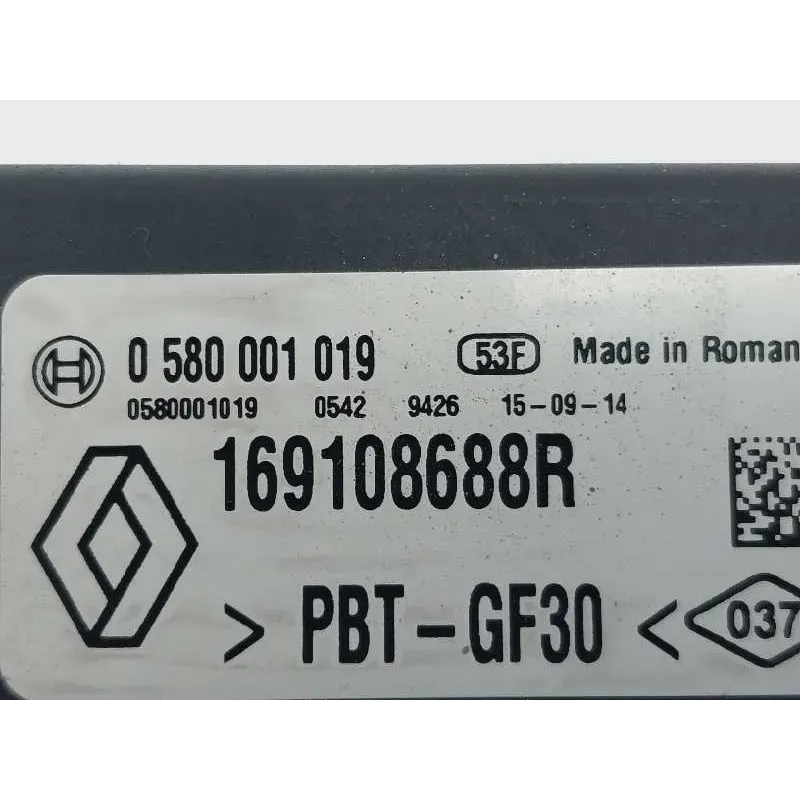 0 580 001 019 53F Made in Roman
0580001019 0542 9426 15-09-14
169108688R
> PBT-GF30 < 037